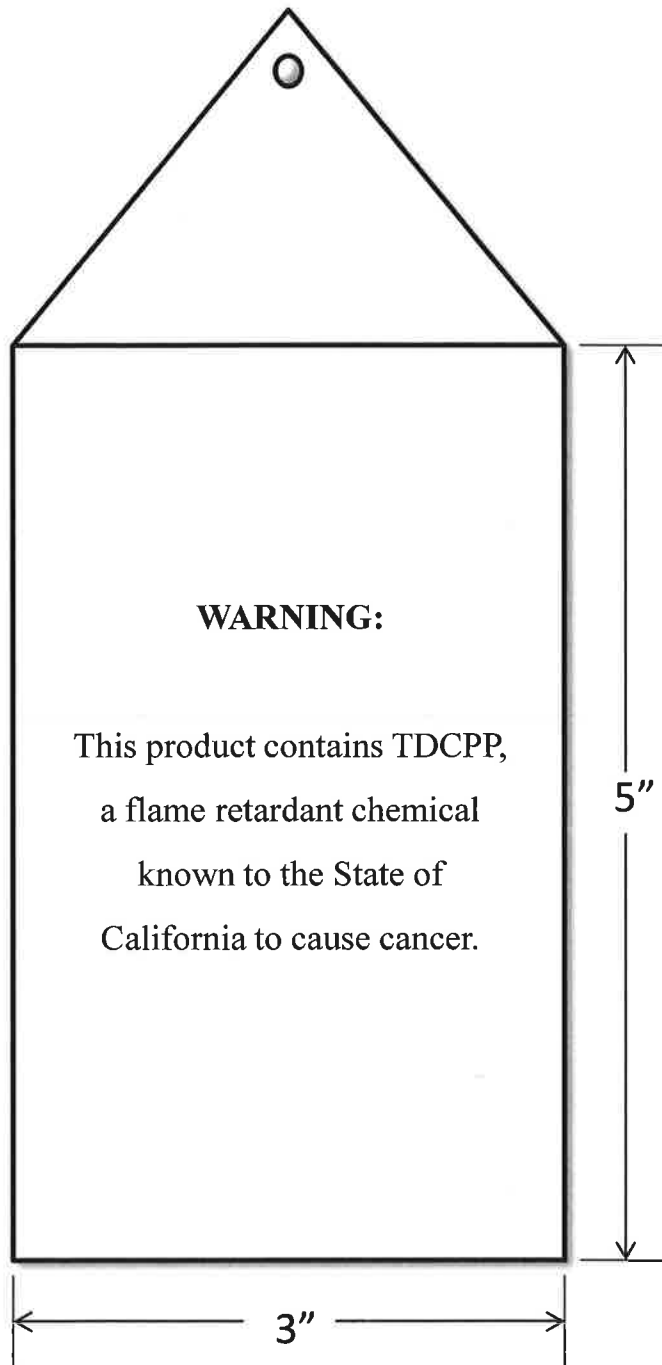 WARNING:
This product contains TDCPP,
a flame retardant chemical
known to the State of
California to cause cancer.
5″
3″